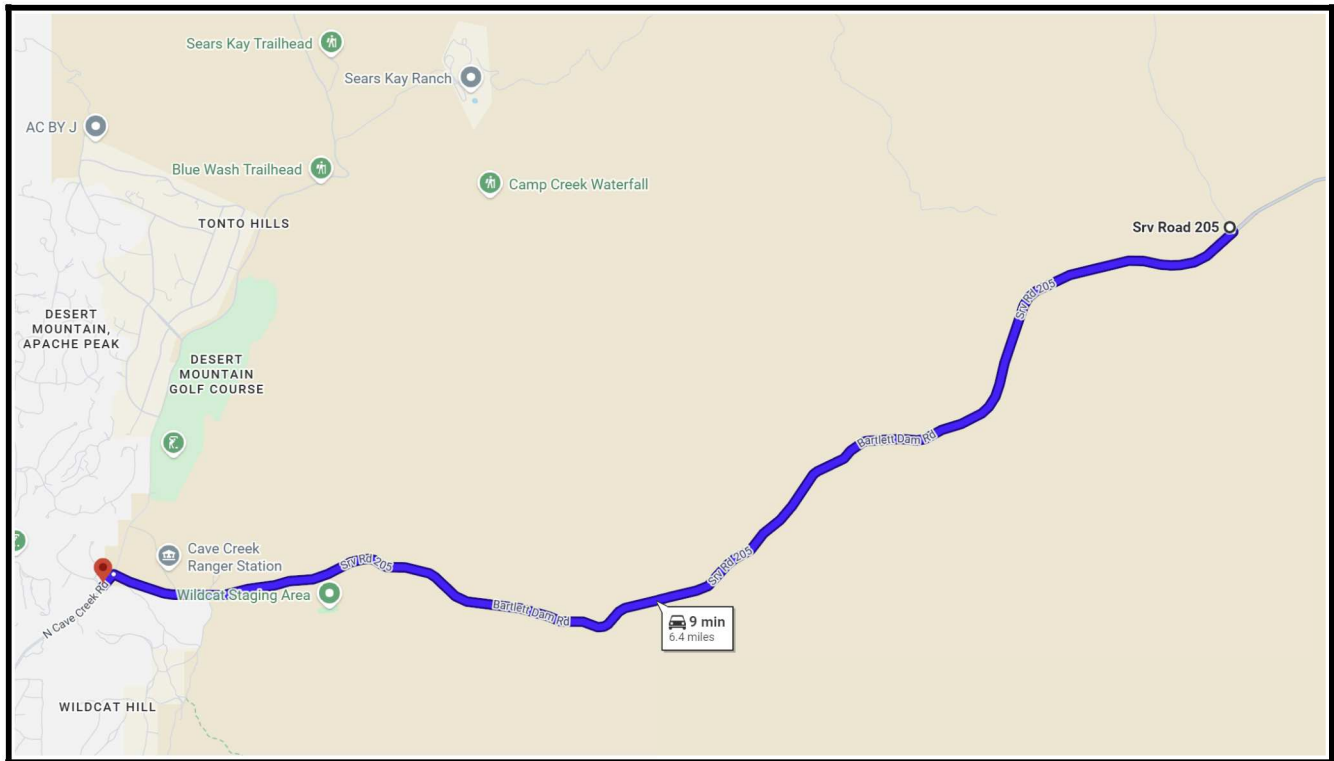 Sears Kay Trailhead
Sears Kay Ranch
AC BY J
Blue Wash Trailhead
Camp Creek Waterfall
TONTO HILLS
Srv Road 205
Srv Rd 205
DESERT
MOUNTAIN,
APACHE PEAK
DESERT
MOUNTAIN
GOLF COURSE
Bartlett Dam Rd
Cave Creek
Ranger Station
Srv Rd 205
Srv Rd 205
Wildcat Staging Area
N Cave Creek Rd
Bartlett Dam Rd
9 min
6.4 miles
WILDCAT HILL